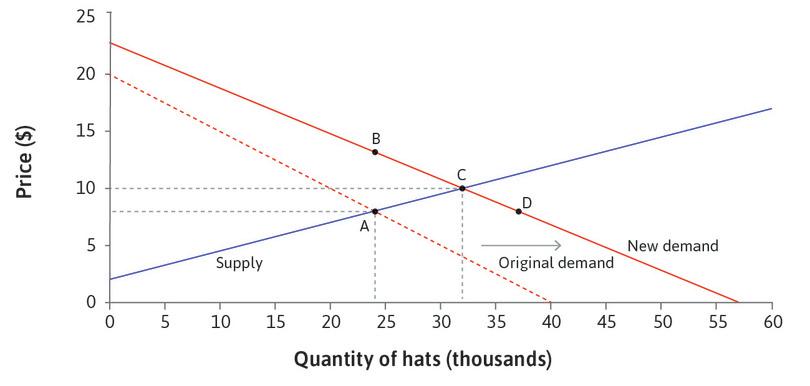 25
20
15
10
5
0
Price ($)
B
C
D
A
New demand
Original demand
Supply
0 5 10 15 20 25 30 35 40 45 50 55 60
Quantity of hats (thousands)